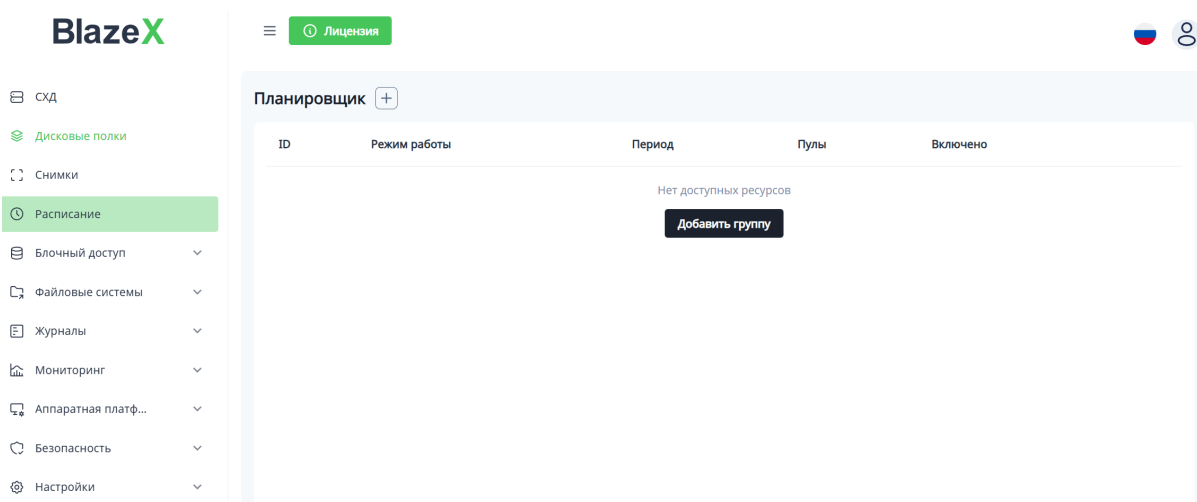 BlazeX
Лицензия
СХД
Дисковые полки
Снимки
Расписание
Блочный доступ
Файловые системы
Журналы
Мониторинг
Аппаратная платф...
Безопасность
Настройки
Планировщик
ID Режим работы Период Пулы Включено
Нет доступных ресурсов
Добавить группу